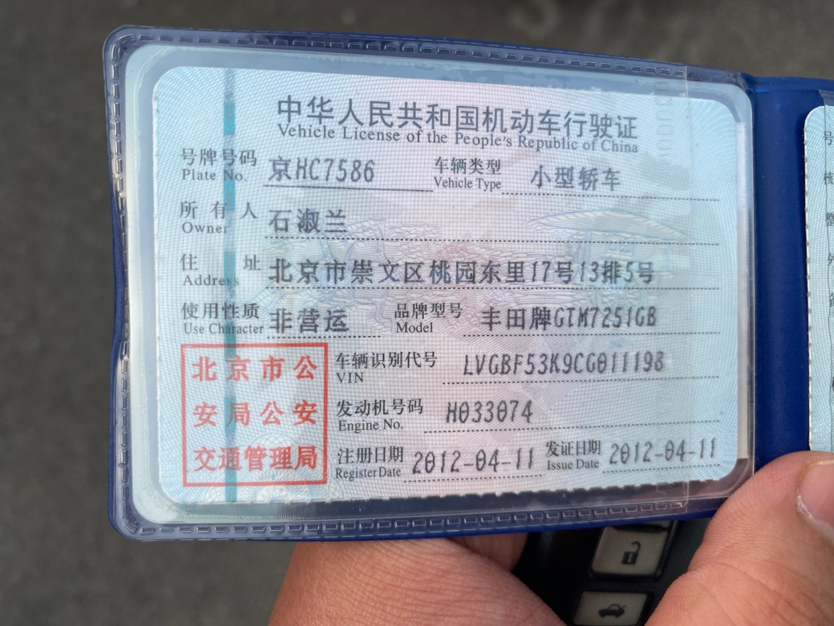 中华人民共和国机动车行驶证
Vehicle License of the People's Republic of China
号牌号码 京HC7586 车辆类型 小型轿车
Plate No. Vehicle Type
所有人 石淑兰
Owner
住址 北京市崇文区桃园东里17号13排5号
Address
使用性质 非营运 品牌型号 丰田牌GTM7251GB
Use Character Model
北京市公
安局公安
交通管理局
车辆识别代号 LVGBF53K9CG011198
VIN
发动机号码 H033074
Engine No.
注册日期 2012-04-11 发证日期 2012-04-11
Register Date Issue Date